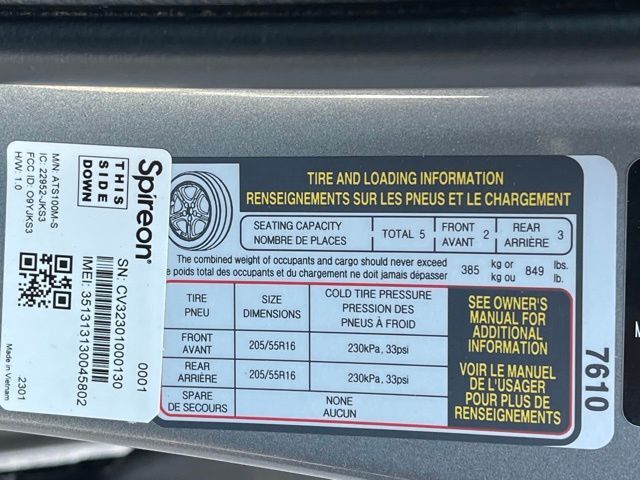 Spireon
THIS
SIDE
DOWN
M/N: ATS100M-S
IC: 22952-JKS3
FCC ID: O9YJKS3
H/W: 1.0
0001
SN: CV32301000130
IMEI: 351313130045802
Made in Vietnam
2301
TIRE AND LOADING INFORMATION
RENSEIGNEMENTS SUR LES PNEUS ET LE CHARGEMENT
SEATING CAPACITY
NOMBRE DE PLACES
TOTAL 5
FRONT
AVANT 2
REAR
ARRIÈRE 3
The combined weight of occupants and cargo should never exceed
e poids total des occupants et du chargement ne doit jamais dépasser
385 kg or
kg ou 849 lbs.
lb.
TIRE
PNEU
SIZE
DIMENSIONS
COLD TIRE PRESSURE
PRESSION DES
PNEUS À FROID
FRONT
AVANT
205/55R16
230kPa, 33psi
REAR
ARRIÈRE
205/55R16
230kPa, 33psi
SPARE
DE SECOURS
NONE
AUCUN
SEE OWNER'S
MANUAL FOR
ADDITIONAL
INFORMATION
VOIR LE MANUEL
DE L'USAGER
POUR PLUS DE
RENSEIGNEMENTS
7610